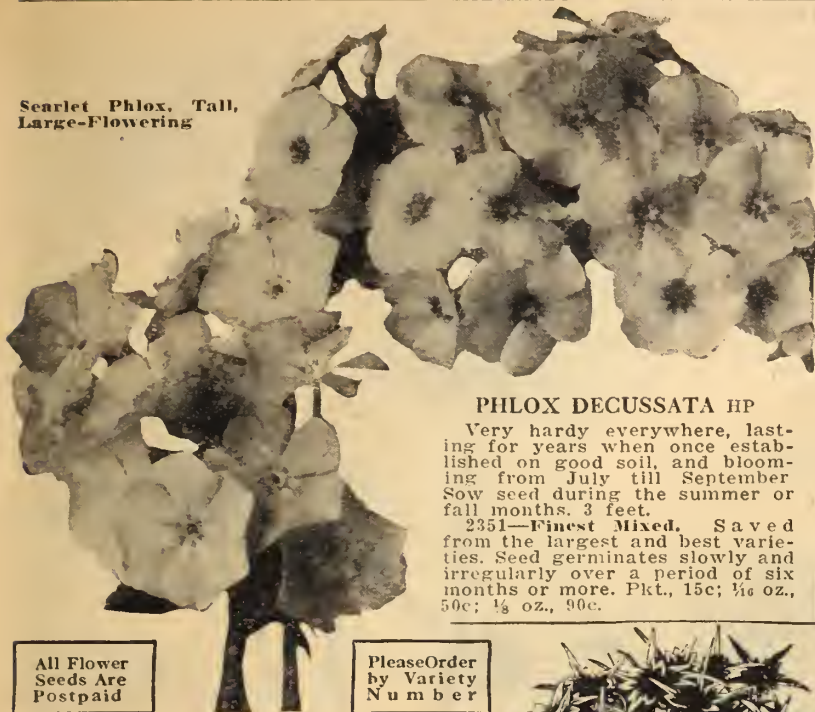 Scarlet Phlox, Tall,
Large-Flowering
PHLOX DECUSSATA HP
Very hardy everywhere, last-
ing for years when once estab-
lished on good soil, and bloom-
ing from July till September
Sow seed during the summer or
fall months. 3 feet.
2351—Finest Mixed. Saved
from the largest and best varie-
ties. Seed germinates slowly and
irregularly over a period of six
months or more. Pkt., 15c; 1/16 oz.,
50c; 1/8 oz., 90c.
All Flower
Seeds Are
Postpaid
PleaseOrder
by Variety
Number